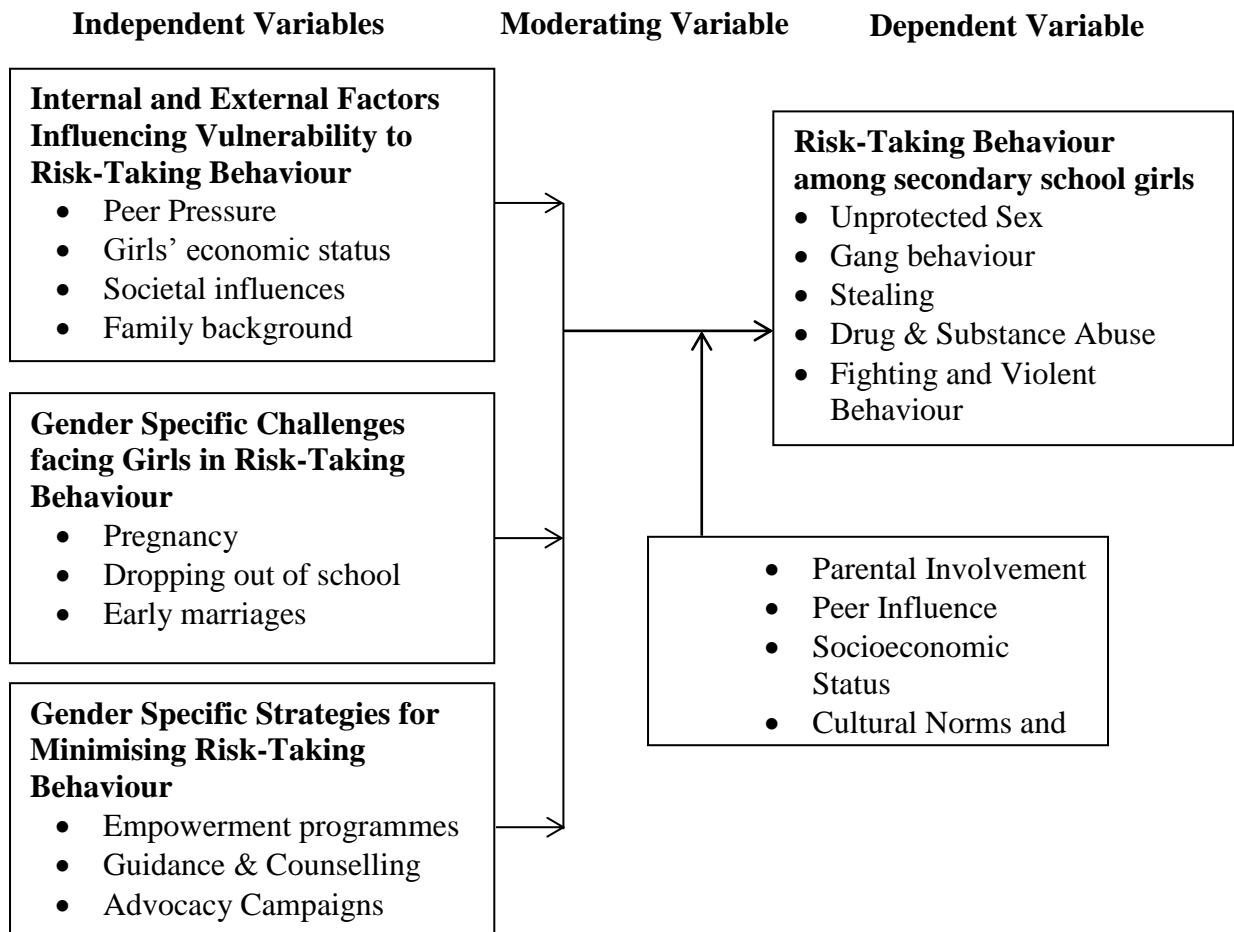 Independent Variables
Moderating Variable
Dependent Variable
Internal and External Factors
Influencing Vulnerability to
Risk-Taking Behaviour
• Peer Pressure
• Girls’ economic status
• Societal influences
• Family background
Gender Specific Challenges
facing Girls in Risk-Taking
Behaviour
• Pregnancy
• Dropping out of school
• Early marriages
Gender Specific Strategies for
Minimising Risk-Taking
Behaviour
• Empowerment programmes
• Guidance & Counselling
• Advocacy Campaigns
• Parental Involvement
• Peer Influence
• Socioeconomic
Status
• Cultural Norms and
Risk-Taking Behaviour
among secondary school girls
• Unprotected Sex
• Gang behaviour
• Stealing
• Drug & Substance Abuse
• Fighting and Violent
Behaviour